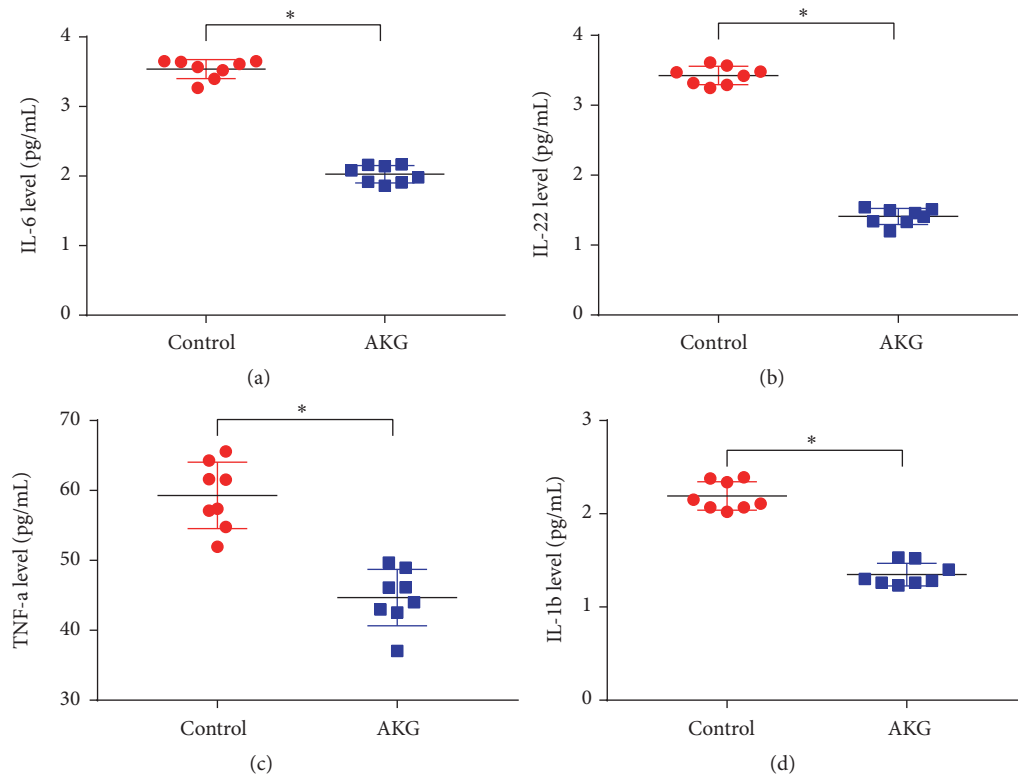 *
4
3
2
1
0
IL-6 level (pg/mL)
Control
AKG
(a)
*
4
3
2
1
0
IL-22 level (pg/mL)
Control
AKG
(b)
*
70
60
50
40
30
TNF-a level (pg/mL)
Control
AKG
(c)
*
3
2
1
0
IL-1b level (pg/mL)
Control
AKG
(d)